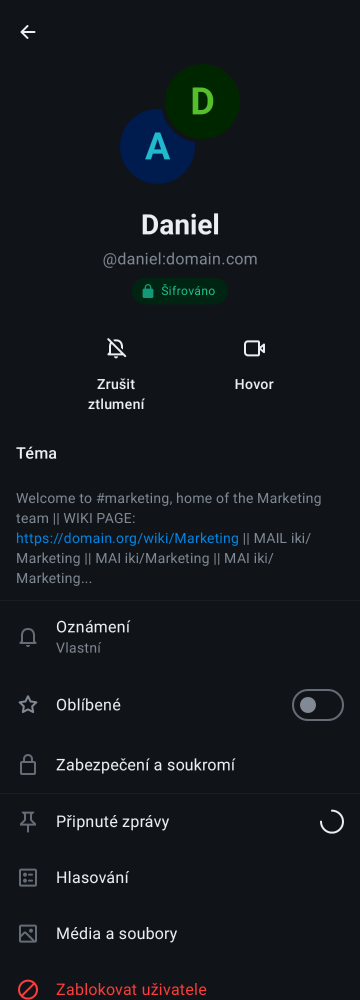 D
A
Daniel
@daniel:domain.com
Šifrováno
Zrušit
ztlumení
Hovor
Téma
Welcome to #marketing, home of the Marketing
team || WIKI PAGE:
https://domain.org/wiki/Marketing || MAIL iki/
Marketing || MAI iki/Marketing || MAI iki/
Marketing...
Oznámení
Vlastní
Oblíbené
Zabezpečení a soukromí
Připnuté zprávy
Hlasování
Média a soubory
Zablokovat uživatele